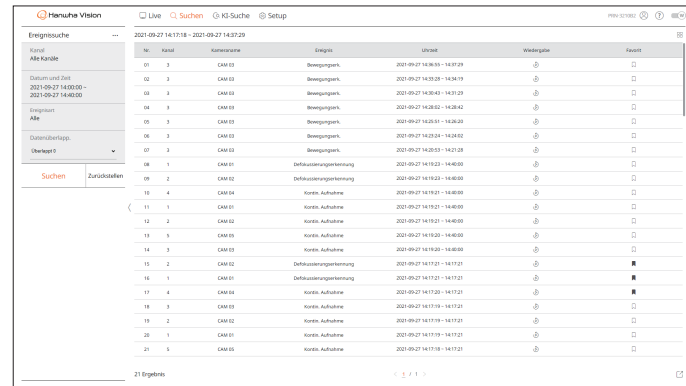 Hanwha Vision
Live Suchen KI-Suche Setup
Ereignissuche ...
Kanal
Alle Kanäle
Datum und Zeit
2021-09-27 14:00:00 ~
2021-09-27 14:40:00
Ereignisart
Alle
Datenüberlapp.
Überlappt 0
Suchen Zurückstellen
2021-09-27 14:17:18 ~ 2021-09-27 14:37:29
Nr. Kanal Kameraname Ereignis Uhrzeit Wiedergabe Favorit
01 3 CAM 03 Bewegungserk. 2021-09-27 14:36:55 ~ 14:37:29
02 3 CAM 03 Bewegungserk. 2021-09-27 14:33:28 ~ 14:34:19
03 3 CAM 03 Bewegungserk. 2021-09-27 14:30:43 ~ 14:31:29
04 3 CAM 03 Bewegungserk. 2021-09-27 14:28:02 ~ 14:28:42
05 3 CAM 03 Bewegungserk. 2021-09-27 14:25:51 ~ 14:26:20
06 3 CAM 03 Bewegungserk. 2021-09-27 14:23:24 ~ 14:24:02
07 3 CAM 03 Bewegungserk. 2021-09-27 14:20:53 ~ 14:21:28
08 1 CAM 01 Defokussierungserkennung 2021-09-27 14:19:23 ~ 14:40:00
09 2 CAM 02 Defokussierungserkennung 2021-09-27 14:19:23 ~ 14:40:00
10 4 CAM 04 Kontin. Aufnahme 2021-09-27 14:19:21 ~ 14:40:00
11 1 CAM 01 Kontin. Aufnahme 2021-09-27 14:19:21 ~ 14:40:00
12 2 CAM 02 Kontin. Aufnahme 2021-09-27 14:19:21 ~ 14:40:00
13 5 CAM 05 Kontin. Aufnahme 2021-09-27 14:19:20 ~ 14:40:00
14 3 CAM 03 Kontin. Aufnahme 2021-09-27 14:19:20 ~ 14:40:00
15 2 CAM 02 Defokussierungserkennung 2021-09-27 14:17:21 ~ 14:17:21
16 1 CAM 01 Defokussierungserkennung 2021-09-27 14:17:21 ~ 14:17:21
17 4 CAM 04 Kontin. Aufnahme 2021-09-27 14:17:20 ~ 14:17:21
18 3 CAM 03 Kontin. Aufnahme 2021-09-27 14:17:19 ~ 14:17:21
19 2 CAM 02 Kontin. Aufnahme 2021-09-27 14:17:19 ~ 14:17:21
20 1 CAM 01 Kontin. Aufnahme 2021-09-27 14:17:19 ~ 14:17:21
21 5 CAM 05 Kontin. Aufnahme 2021-09-27 14:17:18 ~ 14:17:21
21 Ergebnis < 1 / 1 >